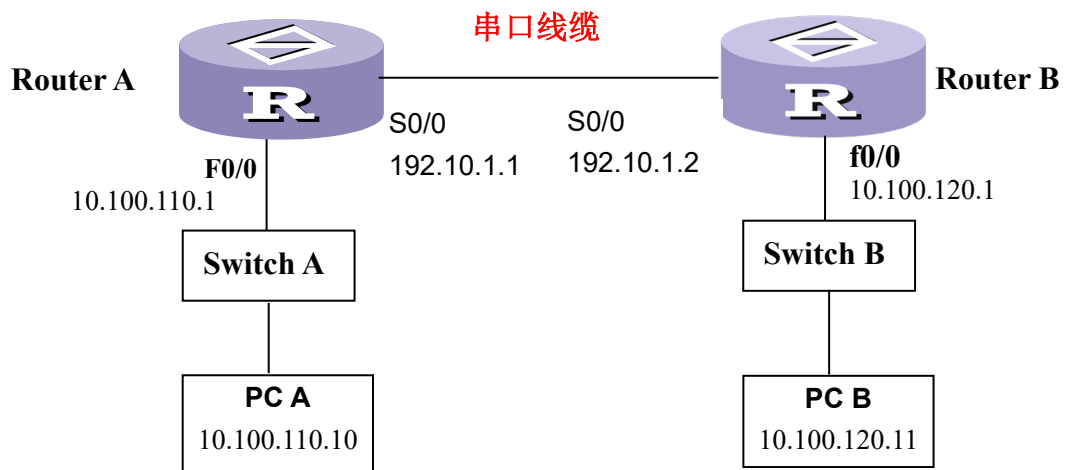 串口线缆
Router A
R
R
Router B
S0/0
192.10.1.1
S0/0
192.10.1.2
F0/0
10.100.110.1
f0/0
10.100.120.1
Switch A
Switch B
PC A
10.100.110.10
PC B
10.100.120.11